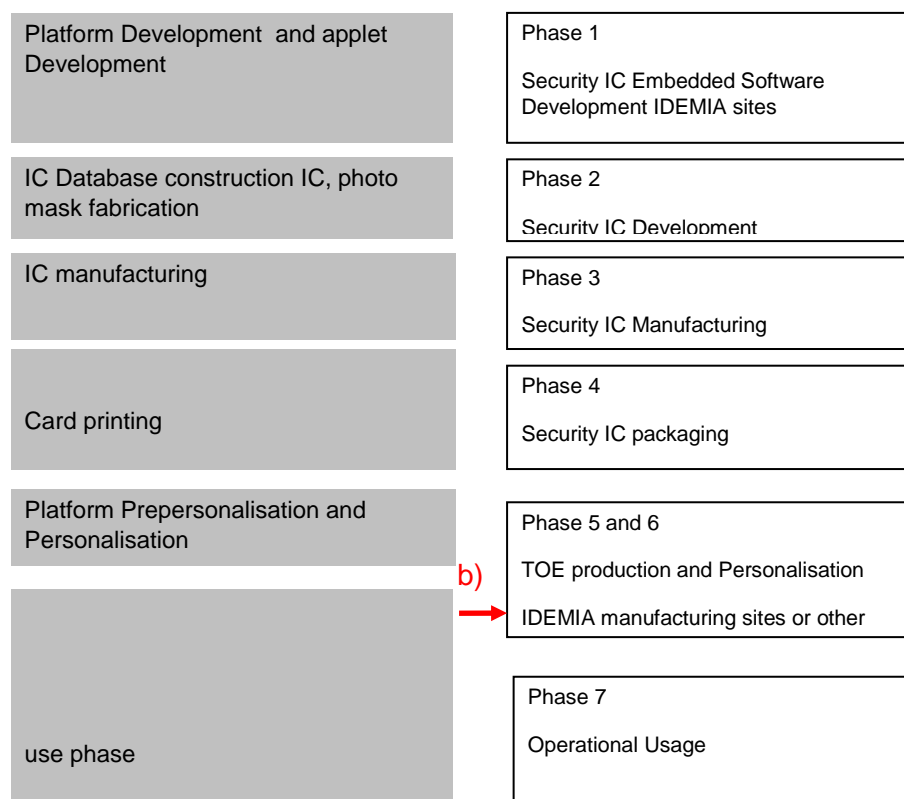 Platform Development and applet
Development
Phase 1
Security IC Embedded Software
Development IDEMIA sites
IC Database construction IC, photo
mask fabrication
Phase 2
Security IC Development
IC manufacturing
Phase 3
Security IC Manufacturing
Card printing
Phase 4
Security IC packaging
Platform Prepersonalisation and
Personalisation
b)
Phase 5 and 6
TOE production and Personalisation
IDEMIA manufacturing sites or other
use phase
Phase 7
Operational Usage